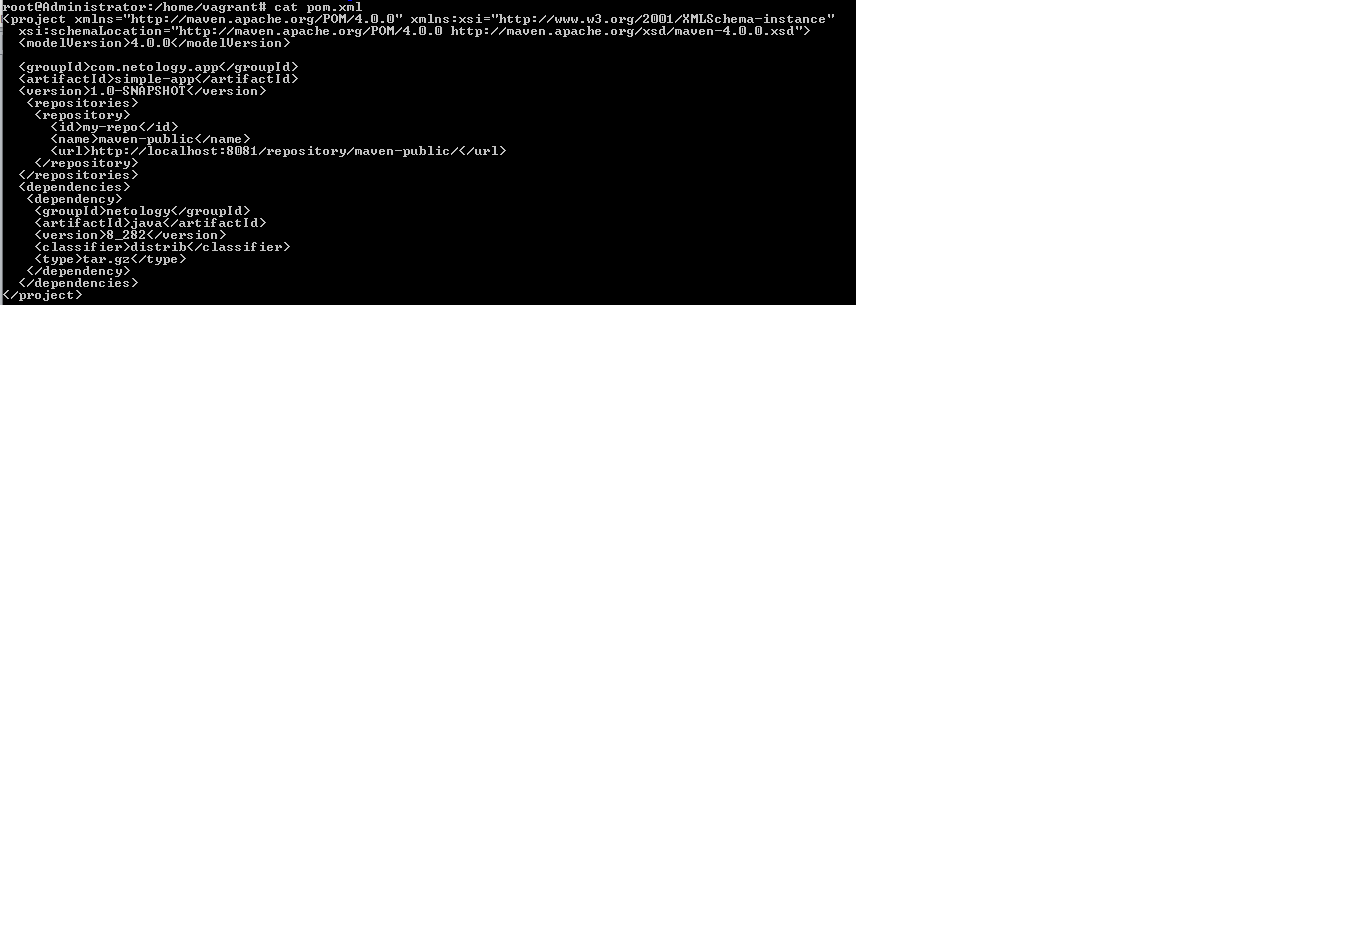 root@Administrator:/home/vagrant# cat pom.xml
<project xmlns="http://maven.apache.org/POM/4.0.0" xmlns:xsi="http://www.w3.org/2001/XMLSchema-instance"
  xsi:schemaLocation="http://maven.apache.org/POM/4.0.0 http://maven.apache.org/xsd/maven-4.0.0.xsd">
  <modelVersion>4.0.0</modelVersion>

  <groupId>com.netology.app</groupId>
  <artifactId>simple-app</artifactId>
  <version>1.0-SNAPSHOT</version>
   <repositories>
    <repository>
      <id>my-repo</id>
      <name>maven-public</name>
      <url>http://localhost:8081/repository/maven-public/</url>
    </repository>
  </repositories>
  <dependencies>
   <dependency>
    <groupId>netology</groupId>
    <artifactId>java</artifactId>
    <version>8_282</version>
    <classifier>distrib</classifier>
    <type>tar.gz</type>
   </dependency>
  </dependencies>
</project>